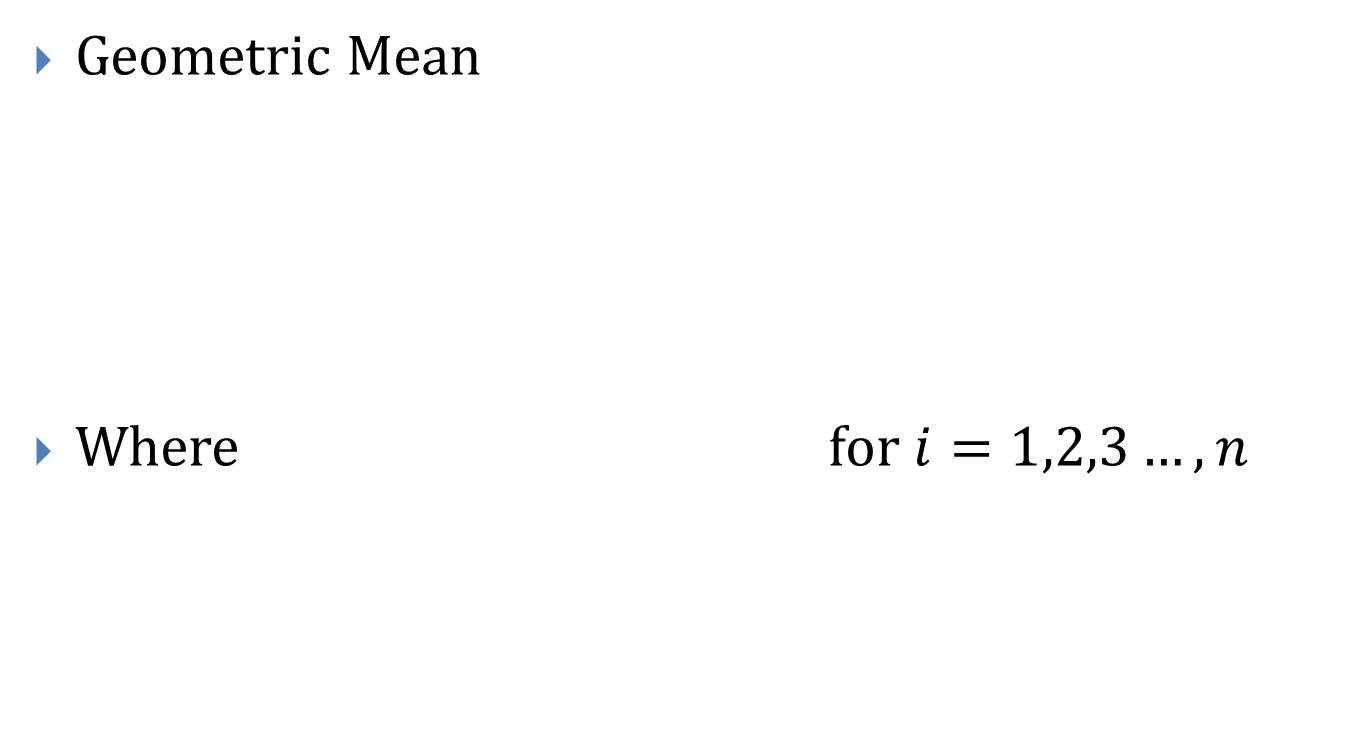 Geometric Mean
Where for i = 1,2,3 … , n